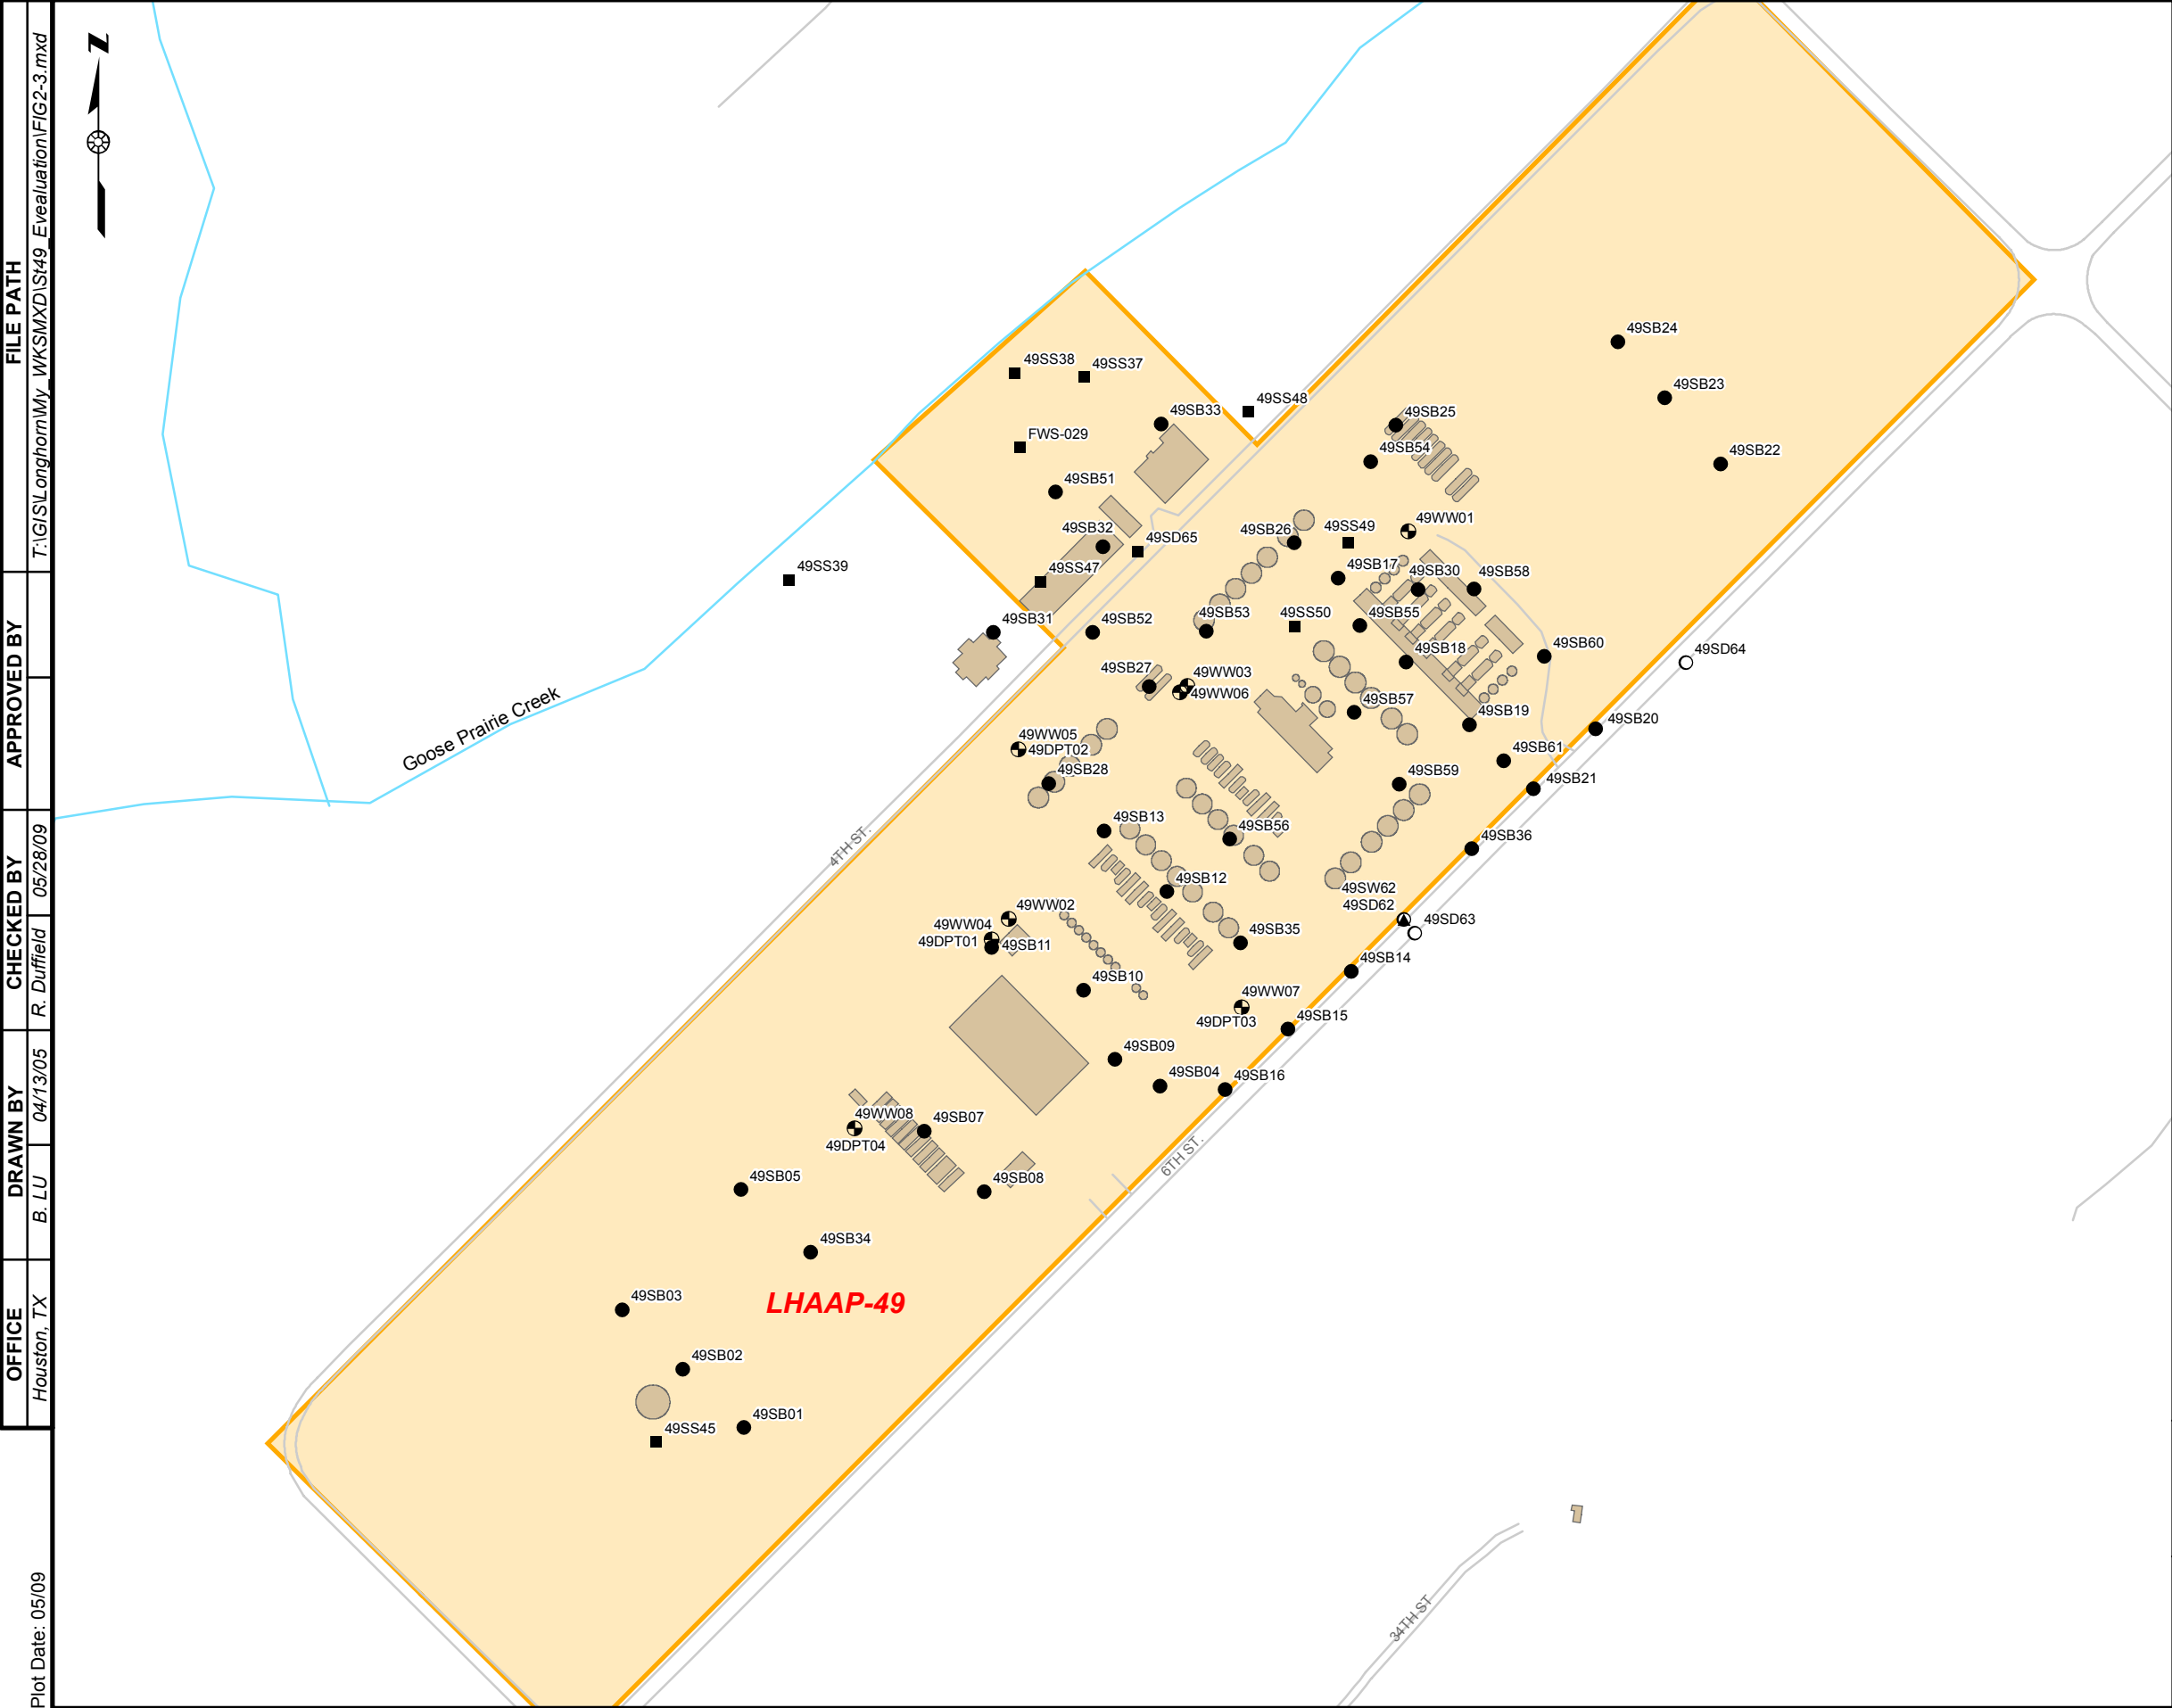 FILE PATH
T:\GIS\Longhorn\My_WKSMXD\St49_Evealuation\FIG2-3.mxd
APPROVED BY
CHECKED BY
R. Duffield 05/28/09
DRAWN BY
B. LU 04/13/05
OFFICE
Houston, TX
Plot Date: 05/09
N
49SB24
49SS38
49SS37
49SB23
49SS48
49SB33
49SB25
FWS-029
49SB54
49SB22
49SB51
49WW01
49SB32
49SB26
49SS49
49SD65
49SS39
49SS47
49SB17
49SB30
49SB58
49SB31
49SB52
49SB53
49SS50
49SB55
49SB60
49SD64
49SB18
49SB27
49WW03
49WW06
49SB57
Goose Prairie Creek
49SB19
49SB20
49WW05
49DPT02
49SB61
49SB28
49SB59
49SB21
49SB13
49SB56
4TH ST.
49SB36
49SB12
49SW62
49SD62
49WW02
49SD63
49WW04
49DPT01
49SB11
49SB35
49SB14
49SB10
49WW07
49DPT03
49SB15
49SB09
49SB04
49SB16
49WW08
49SB07
49DPT04
6TH ST.
49SB05
49SB08
49SB34
49SB03
LHAAP-49
49SB02
49SB01
49SS45
34TH ST